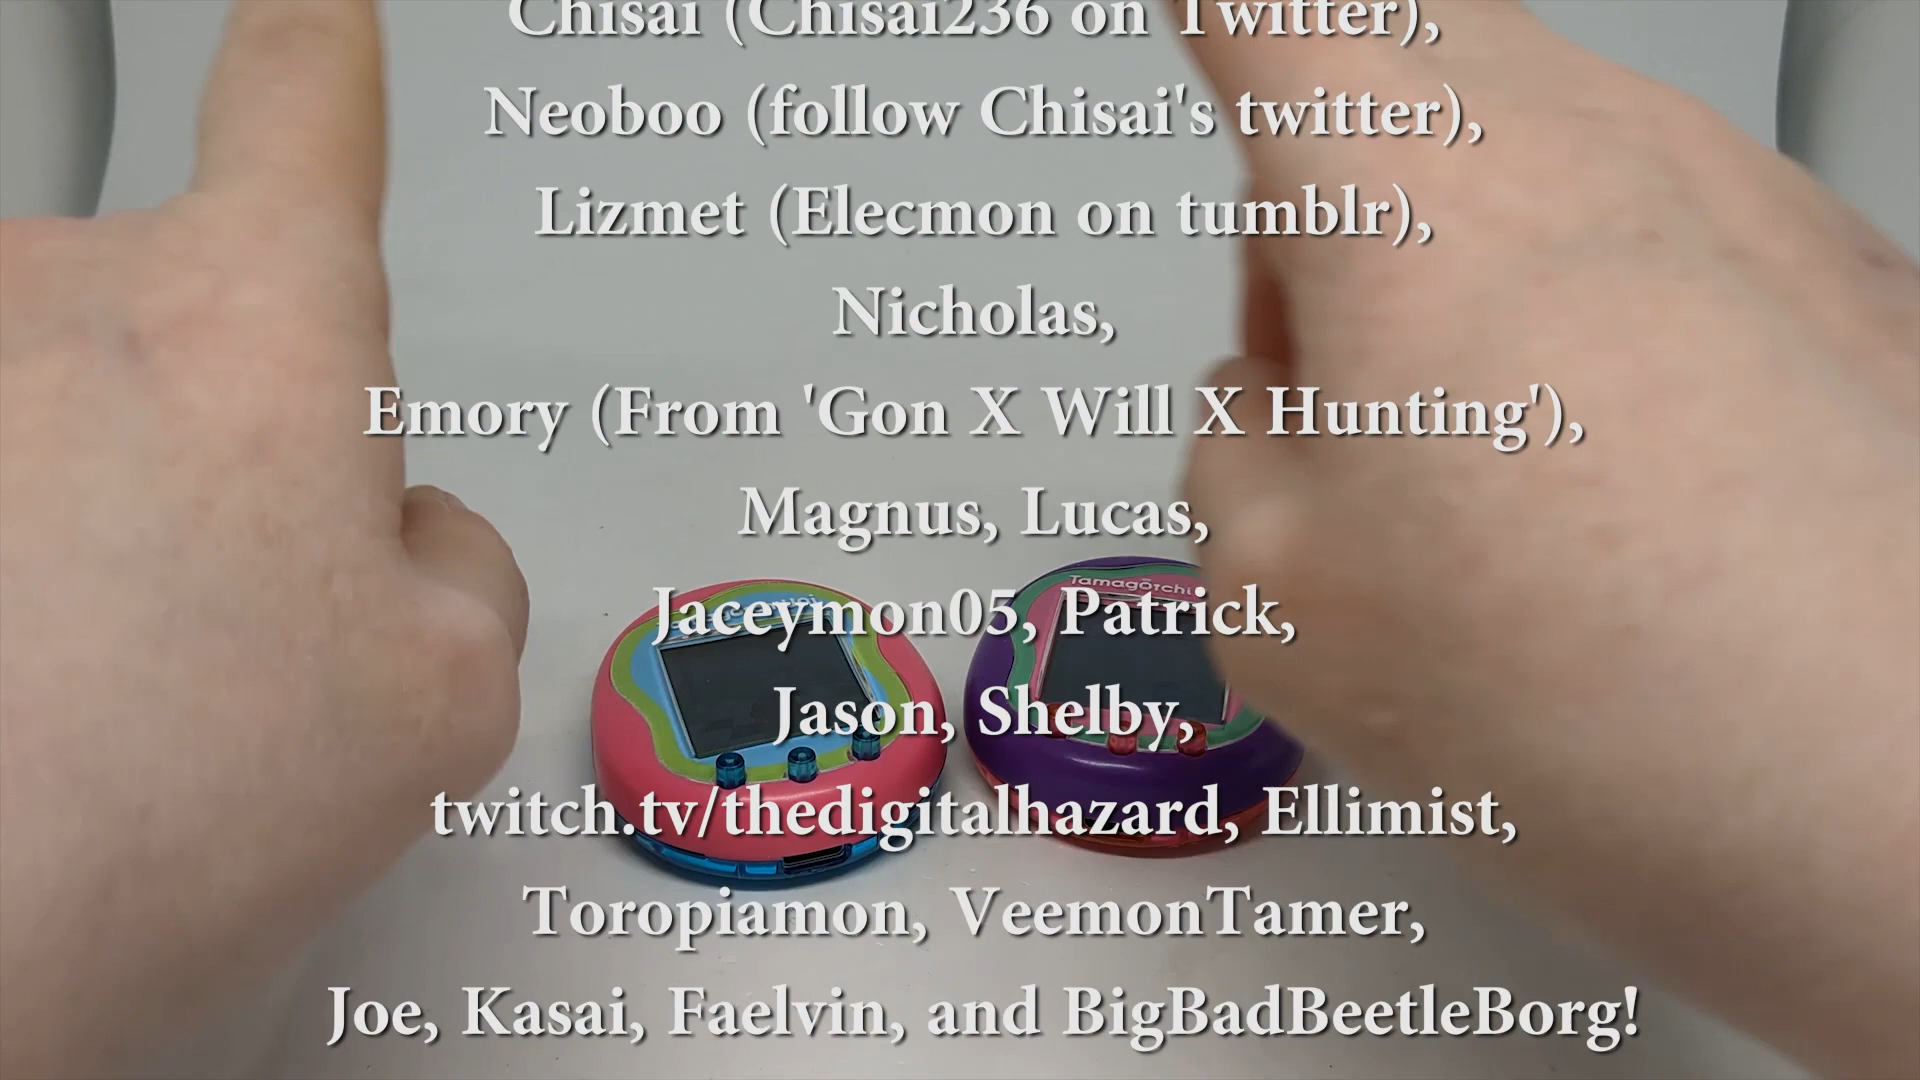 Chisai (Chisai236 on Twitter),
Neoboo (follow Chisai's twitter),
Lizmet (Elecmon on tumblr),
Nicholas,
Emory (From 'Gon X Will X Hunting'),
Magnus, Lucas,
Tamagotchi
Jaceymon05, Patrick,
Jason, Shelby,
twitch.tv/thedigitalhazard, Ellimist,
Toropiamon, VeemonTamer,
Joe, Kasai, Faelvin, and BigBadBeetleBorg!